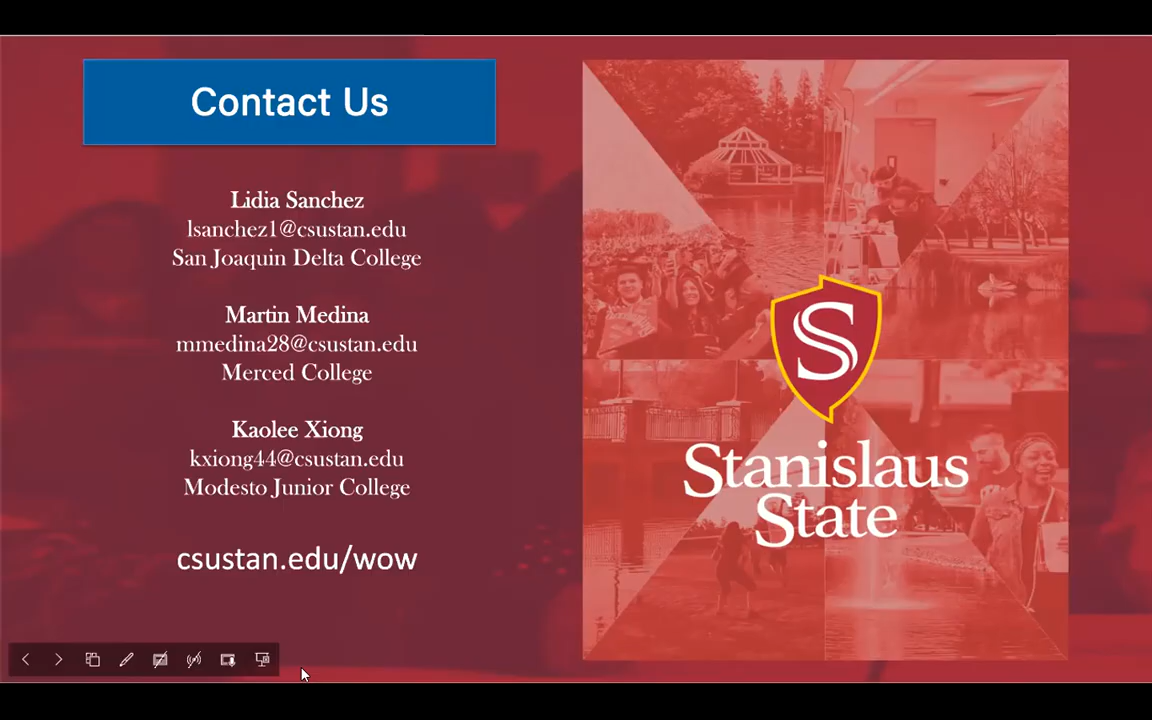 Contact Us
Lidia Sanchez
lsanchez1@csustan.edu
San Joaquin Delta College
Martin Medina
mmedina28@csustan.edu
Merced College
Kaolee Xiong
kxiong44@csustan.edu
Modesto Junior College
csustan.edu/wow
S
Stanislaus
State